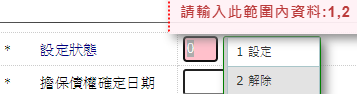 請輸入此範圍內資料:1,2
* 設定狀態 0 1 設定
2 解除
* 擔保債權確定日期